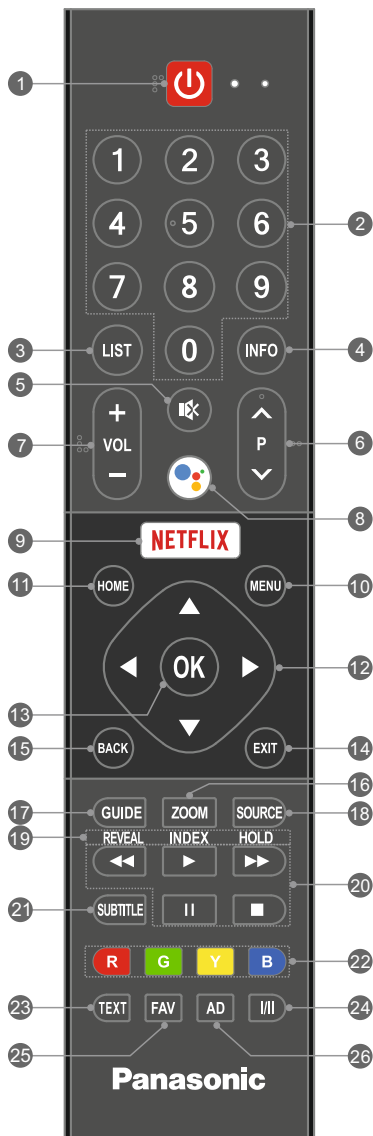 1
1 2 3
4 5 6 2
7 8 9
3 LIST 0 INFO 4
5
+ P 6
7 VOL
−
8
9 NETFLIX
11 HOME MENU 10
OK 12
13
15 BACK EXIT 14
16
17 GUIDE ZOOM SOURCE 18
19 REVEAL INDEX HOLD
20
21 SUBTITLE
R G Y B 22
23 TEXT FAV AD I/II 24
25 26
Panasonic